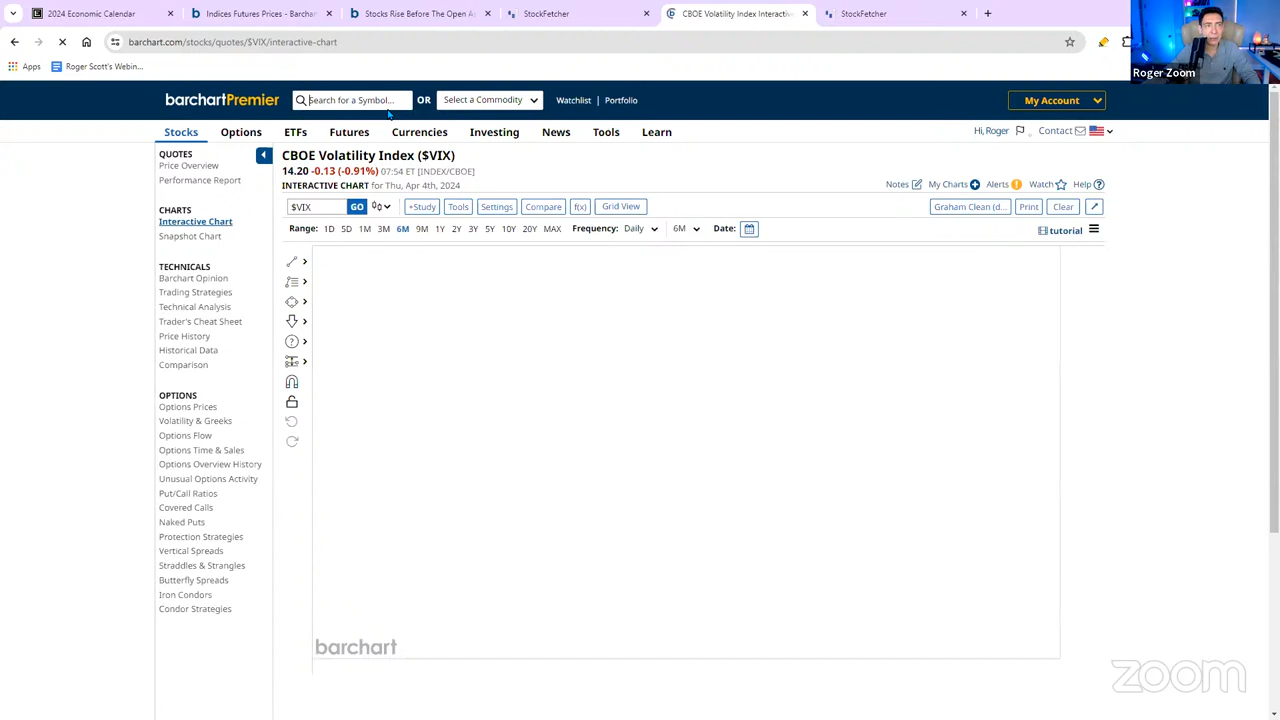 2024 Economic Calendar
Indices Futures Prices - Barchar
Stocks Rise Before The Open As
StockFetcher
CBOE Volatility Index Interactiv
StockFetcher
barchart.com/stocks/quotes/$VIX/interactive-chart
Apps
Roger Scott's Webin...
Roger Zoom
barchartPremier
Search for a Symbol...
OR
Select a Commodity
Watchlist | Portfolio
My Account
Stocks
Options
ETFs
Futures
Currencies
Investing
News
Tools
Learn
Hi, Roger
Contact
QUOTES
Price Overview
Performance Report
CHARTS
Interactive Chart
Snapshot Chart
TECHNICALS
Barchart Opinion
Trading Strategies
Technical Analysis
Trader's Cheat Sheet
Price History
Historical Data
Comparison
OPTIONS
Options Prices
Volatility & Greeks
Options Flow
Options Time & Sales
Options Overview History
Unusual Options Activity
Put/Call Ratios
Covered Calls
Naked Puts
Protection Strategies
Vertical Spreads
Straddles & Strangles
Butterfly Spreads
Iron Condors
Condor Strategies
CBOE Volatility Index ($VIX)
14.20 -0.13 (-0.91%) 07:54 ET [INDEX/CBOE]
INTERACTIVE CHART for Thu, Apr 4th, 2024
Notes
My Charts
Alerts
Watch
Help
$VIX
GO
+Study
Tools
Settings
Compare
f(x)
Grid View
Graham Clean (d...
Print
Clear
Range: 1D 5D 1M 3M 6M 9M 1Y 2Y 3Y 5Y 10Y 20Y MAX
Frequency: Daily
6M
Date:
tutorial
barchart
zoom